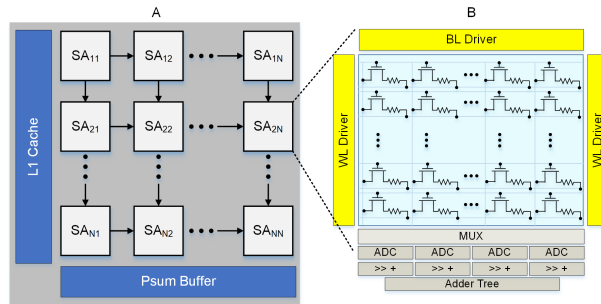 A
B
L1 Cache
SA11 SA12 SA1N
SA21 SA22 SA2N
SAN1 SAN2 SANN
Psum Buffer
BL Driver
WL Driver
WL Driver
MUX
ADC ADC ADC ADC
>> + >> + >> + >> +
Adder Tree